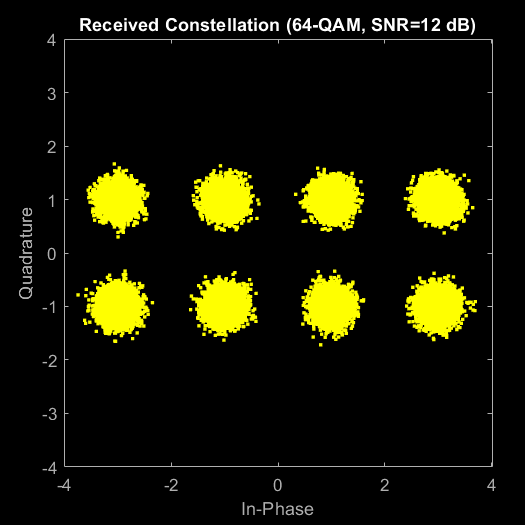 Received Constellation (64-QAM, SNR=12 dB)
4
3
2
1
0
-1
-2
-3
-4
Quadrature
-4 -2 0 2 4
In-Phase